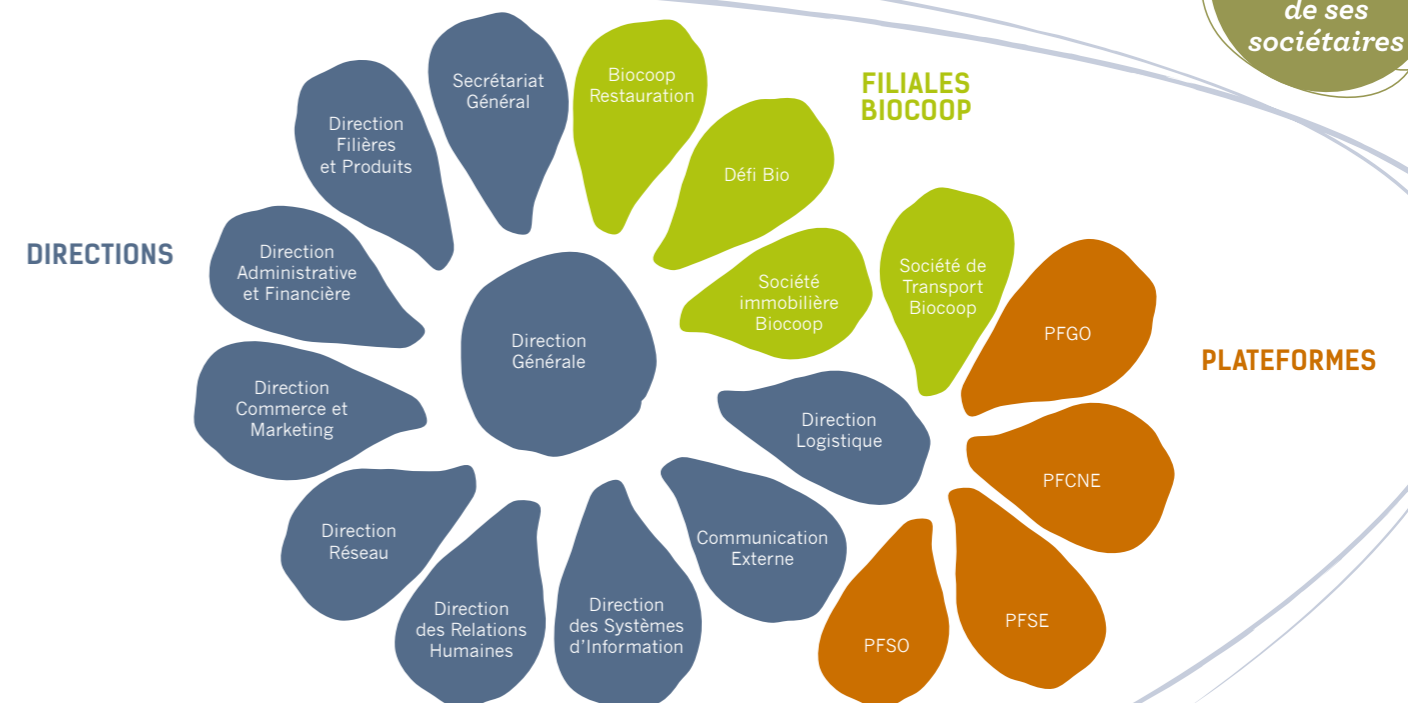 de ses
sociétaires
Secrétariat
Général
Biocoop
Restauration
FILIALES
BIOCOOP
Direction
Filières
et Produits
Défi Bio
DIRECTIONS
Direction
Administrative
et Financière
Société
immobilière
Biocoop
Société de
Transport
Biocoop
PFGO
PLATEFORMES
Direction
Générale
Direction
Commerce et
Marketing
Direction
Logistique
PFCNE
Direction
Réseau
Communication
Externe
Direction
des Relations
Humaines
Direction
des Systèmes
d'Information
PFSO
PFSE